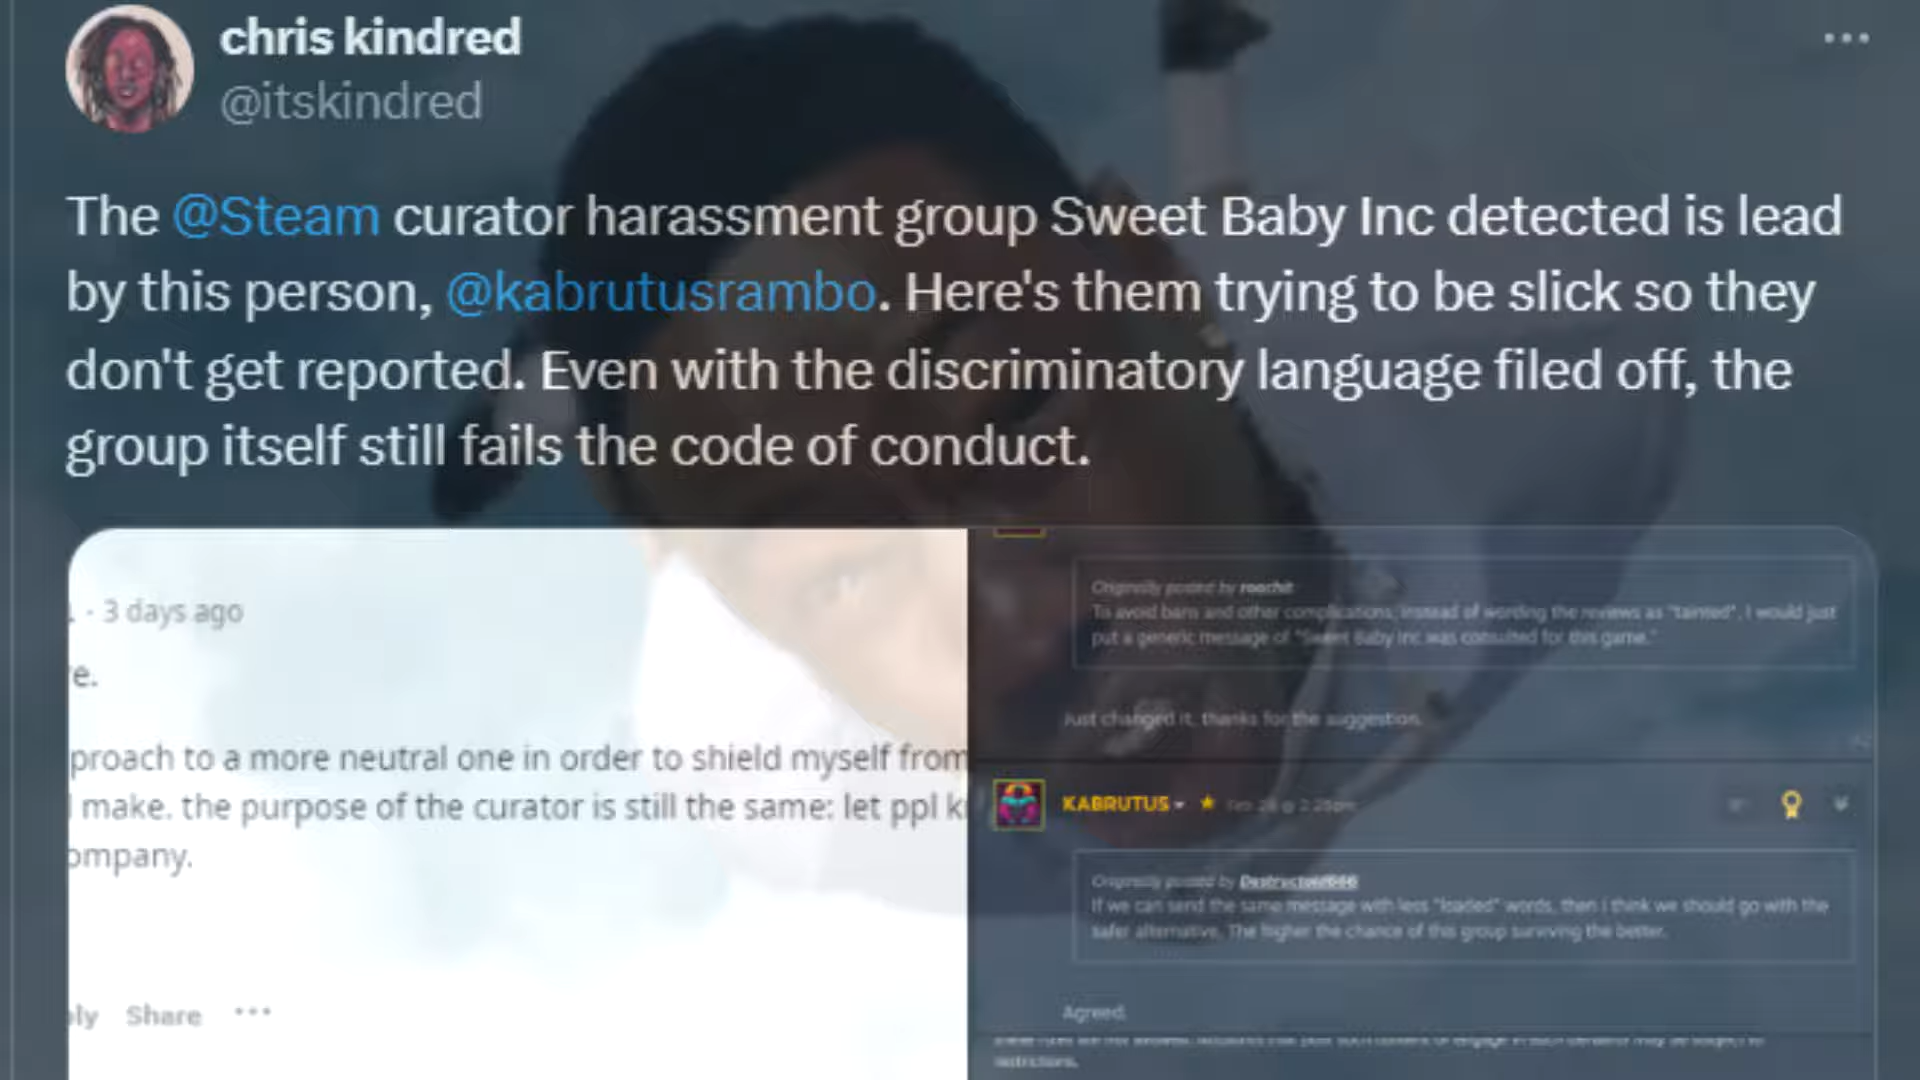 chris kindred
@itskindred
The @Steam curator harassment group Sweet Baby Inc detected is lead
by this person, @kabrutusrambo. Here's them trying to be slick so they
don't get reported. Even with the discriminatory language filed off, the
group itself still fails the code of conduct.
· 3 days ago
e.
proach to a more neutral one in order to shield myself from
make. the purpose of the curator is still the same: let ppl k
ompany.
ly Share
Originally posted by
To avoid bans and other complications, instead of wording the reviews as "tainted", I would just
put a generic message of "Sweet Baby Inc was consulted for this game."
Just changed it, thanks for the suggestion.
KABRUTUS
Originally posted by
If we can send the same message with less "loaded" words, then I think we should go with the
safer alternative. The higher the chance of this group surviving the better.
Agreed.
restrictions.